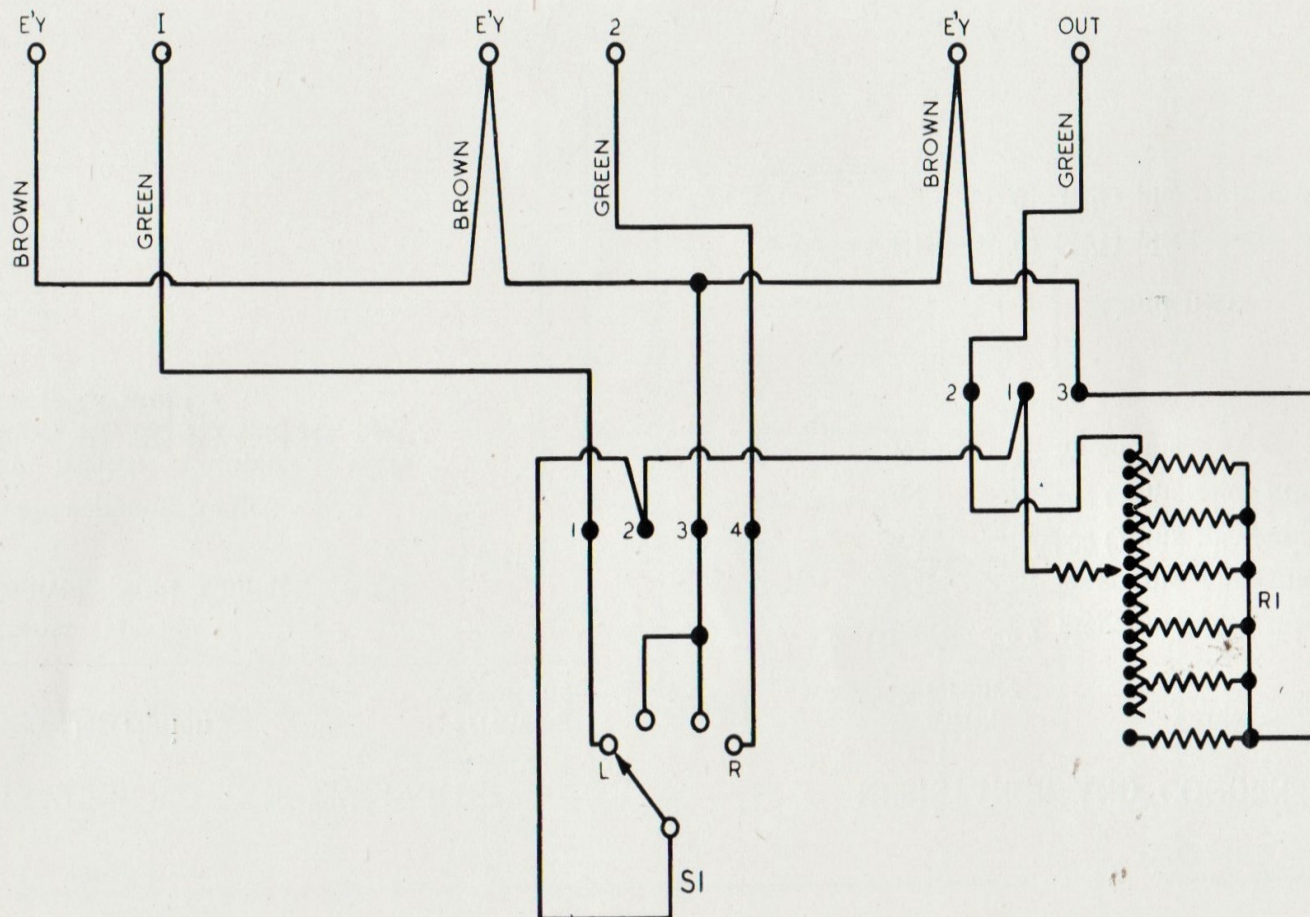 E'Y I E'Y 2 E'Y OUT
BROWN GREEN BROWN GREEN BROWN GREEN
2 1 3
1 2 3 4
R1
L R
S1